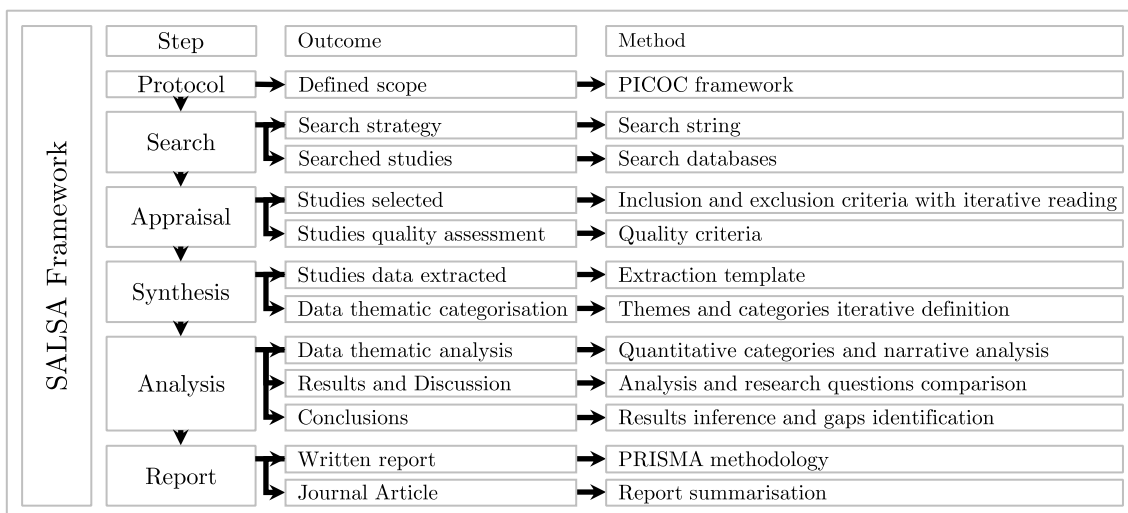 SALSA Framework
Step Outcome Method
Protocol Defined scope PICOC framework
Search
Search strategy Search string
Searched studies Search databases
Appraisal
Studies selected Inclusion and exclusion criteria with iterative reading
Studies quality assessment Quality criteria
Synthesis
Studies data extracted Extraction template
Data thematic categorisation Themes and categories iterative definition
Analysis
Data thematic analysis Quantitative categories and narrative analysis
Results and Discussion Analysis and research questions comparison
Conclusions Results inference and gaps identification
Report
Written report PRISMA methodology
Journal Article Report summarisation